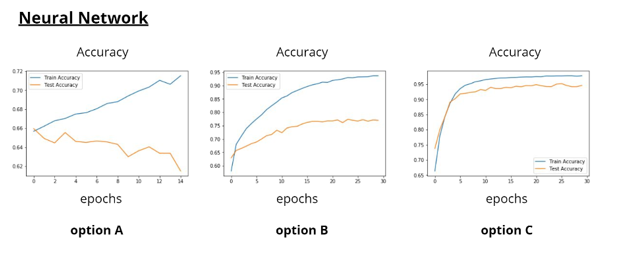 Neural Network
Accuracy
Accuracy
Accuracy
0.72
0.70
0.68
0.66
0.64
0.62
Train Accuracy
Test Accuracy
0 2 4 6 8 10 12 14
0.95
0.90
0.85
0.80
0.75
0.70
0.65
0.60
Train Accuracy
Test Accuracy
0 5 10 15 20 25 30
0.95
0.90
0.85
0.80
0.75
0.70
0.65
Train Accuracy
Test Accuracy
0 5 10 15 20 25 30
epochs
epochs
epochs
option A
option B
option C